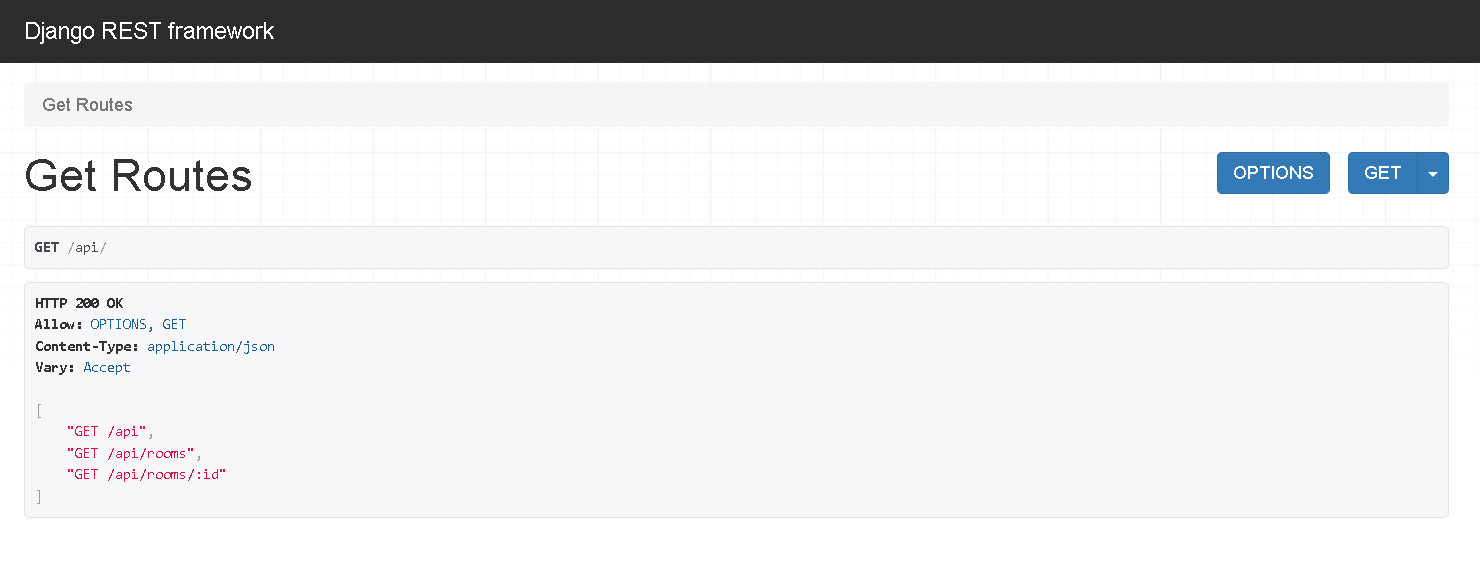 Django REST framework
Get Routes
Get Routes
OPTIONS
GET
GET /api/
HTTP 200 OK
Allow: OPTIONS, GET
Content-Type: application/json
Vary: Accept
[
    "GET /api",
    "GET /api/rooms",
    "GET /api/rooms/:id"
]